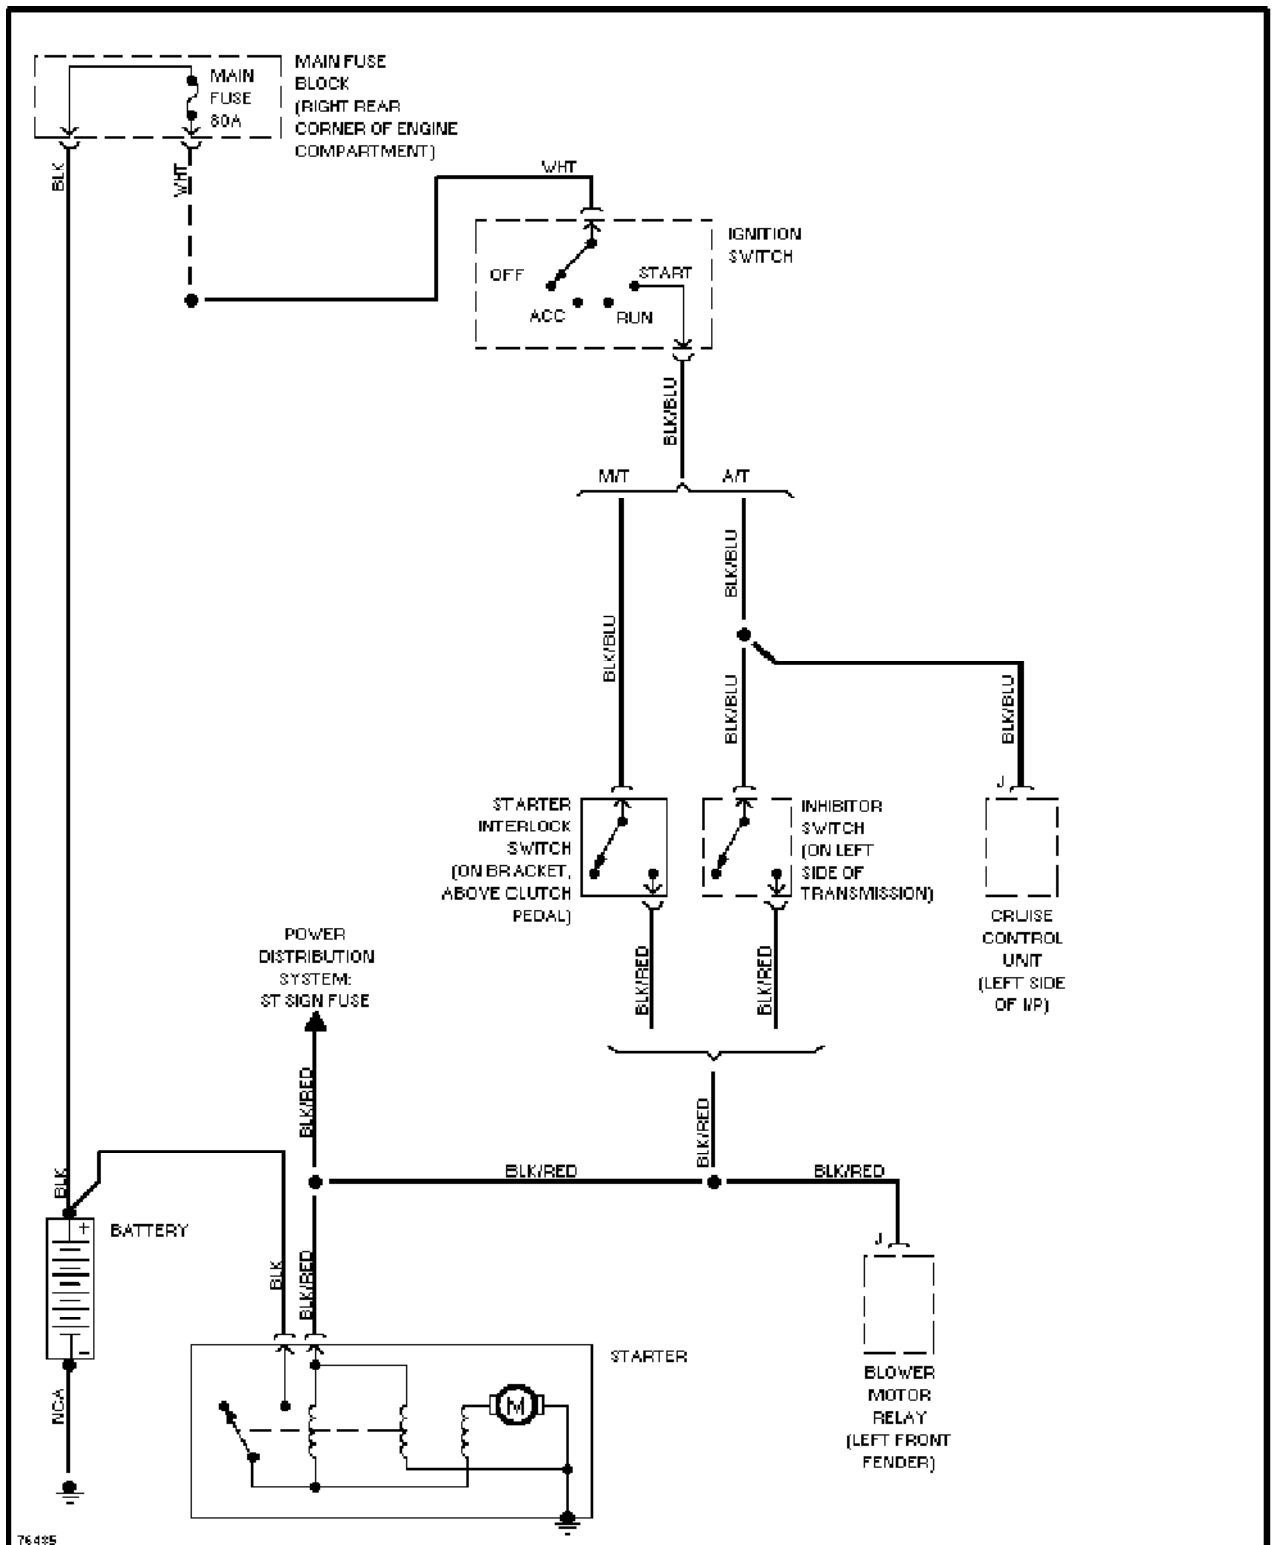 MAIN FUSE
BLOCK
(RIGHT REAR
CORNER OF ENGINE
COMPARTMENT)
MAIN
FUSE
80A
BLK
WHT
WHT
IGNITION
SWITCH
OFF
START
ACC
RUN
BLK/BLU
M/T
A/T
BLK/BLU
BLK/BLU
BLK/BLU
BLK/BLU
J
STARTER
INTERLOCK
SWITCH
(ON BRACKET,
ABOVE CLUTCH
PEDAL)
INHIBITOR
SWITCH
(ON LEFT
SIDE OF
TRANSMISSION)
CRUISE
CONTROL
UNIT
(LEFT SIDE
OF I/P)
POWER
DISTRIBUTION
SYSTEM:
ST SIGN FUSE
BLK/RED
BLK/RED
BLK/RED
BLK/RED
BLK/RED
BLK/RED
BLK
+
BATTERY
-
BLK
BLK/RED
J
STARTER
M
NCA
BLOWER
MOTOR
RELAY
(LEFT FRONT
FENDER)
76485